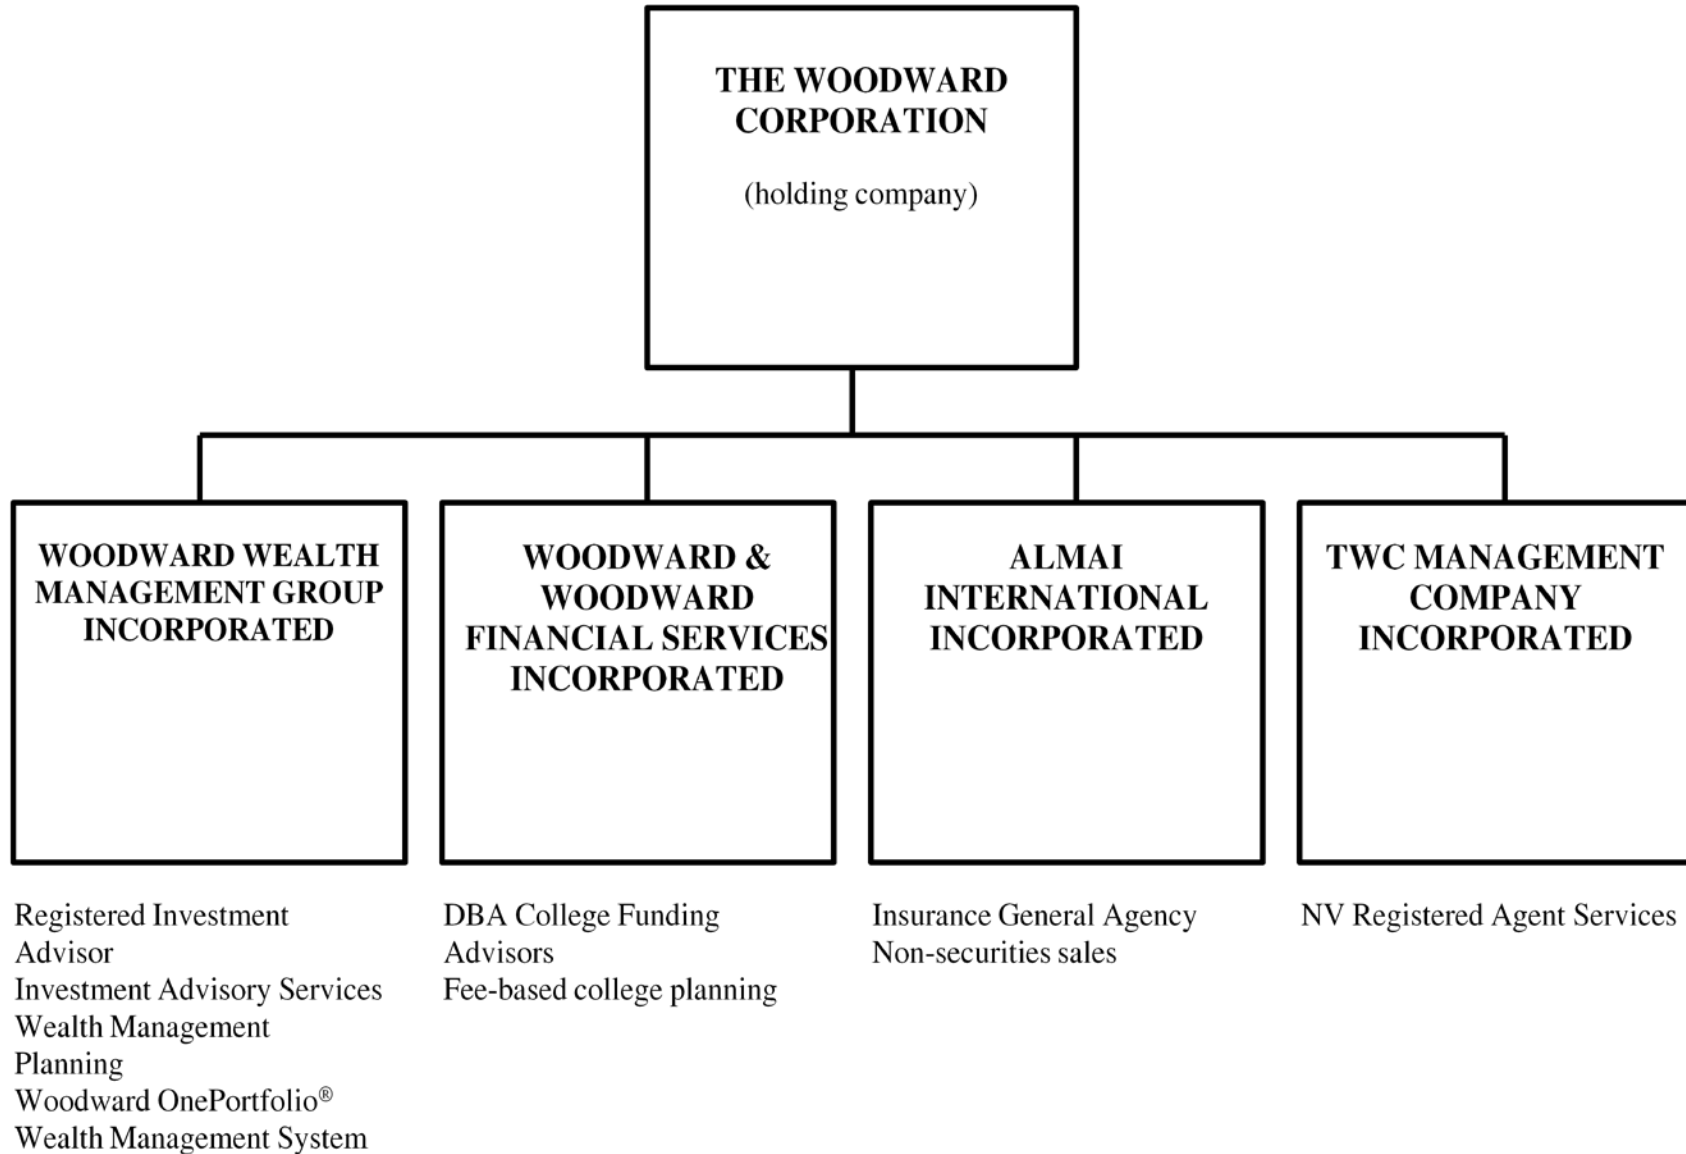 THE WOODWARD
CORPORATION
(holding company)
WOODWARD WEALTH
MANAGEMENT GROUP
INCORPORATED
WOODWARD &
WOODWARD
FINANCIAL SERVICES
INCORPORATED
ALMAI
INTERNATIONAL
INCORPORATED
TWC MANAGEMENT
COMPANY
INCORPORATED
Registered Investment
Advisor
Investment Advisory Services
Wealth Management
Planning
Woodward OnePortfolio®
Wealth Management System
DBA College Funding
Advisors
Fee-based college planning
Insurance General Agency
Non-securities sales
NV Registered Agent Services